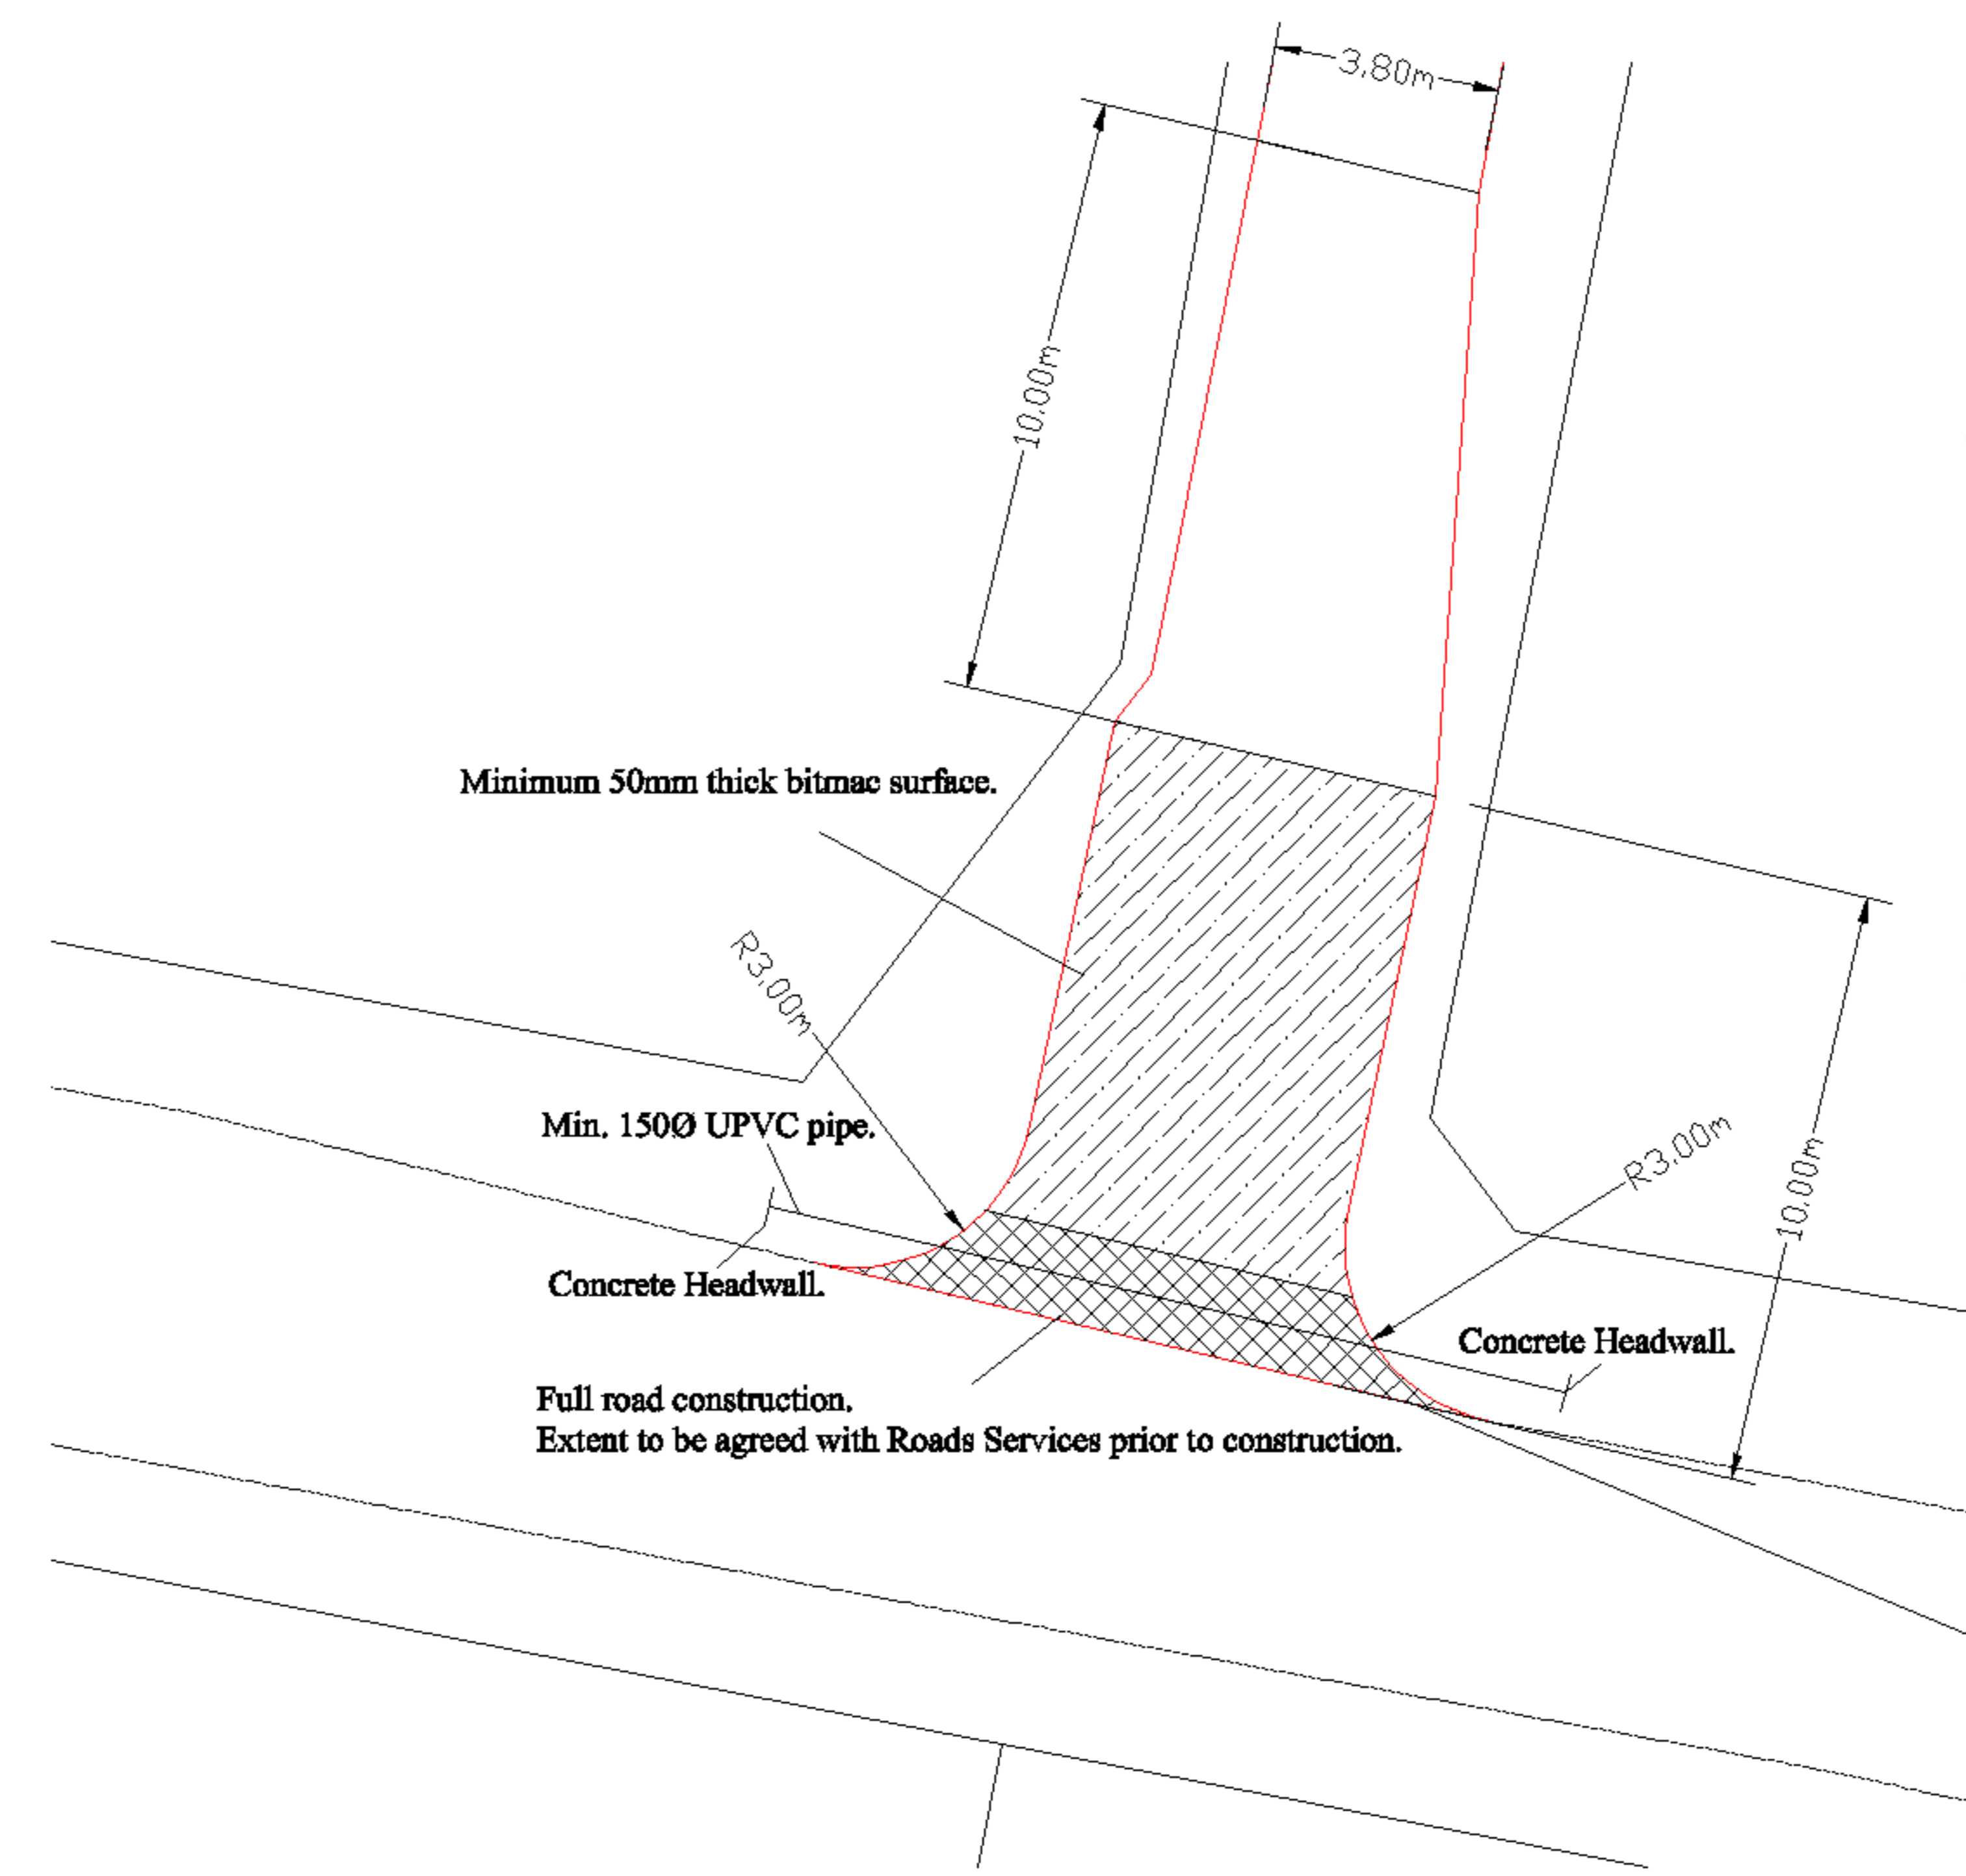 3.80m
10.00m
Minimum 50mm thick bitmac surface.
R3.00m
Min. 150Ø UPVC pipe.
R3.00m
10.00m
Concrete Headwall.
Concrete Headwall.
Full road construction.
Extent to be agreed with Roads Services prior to construction.